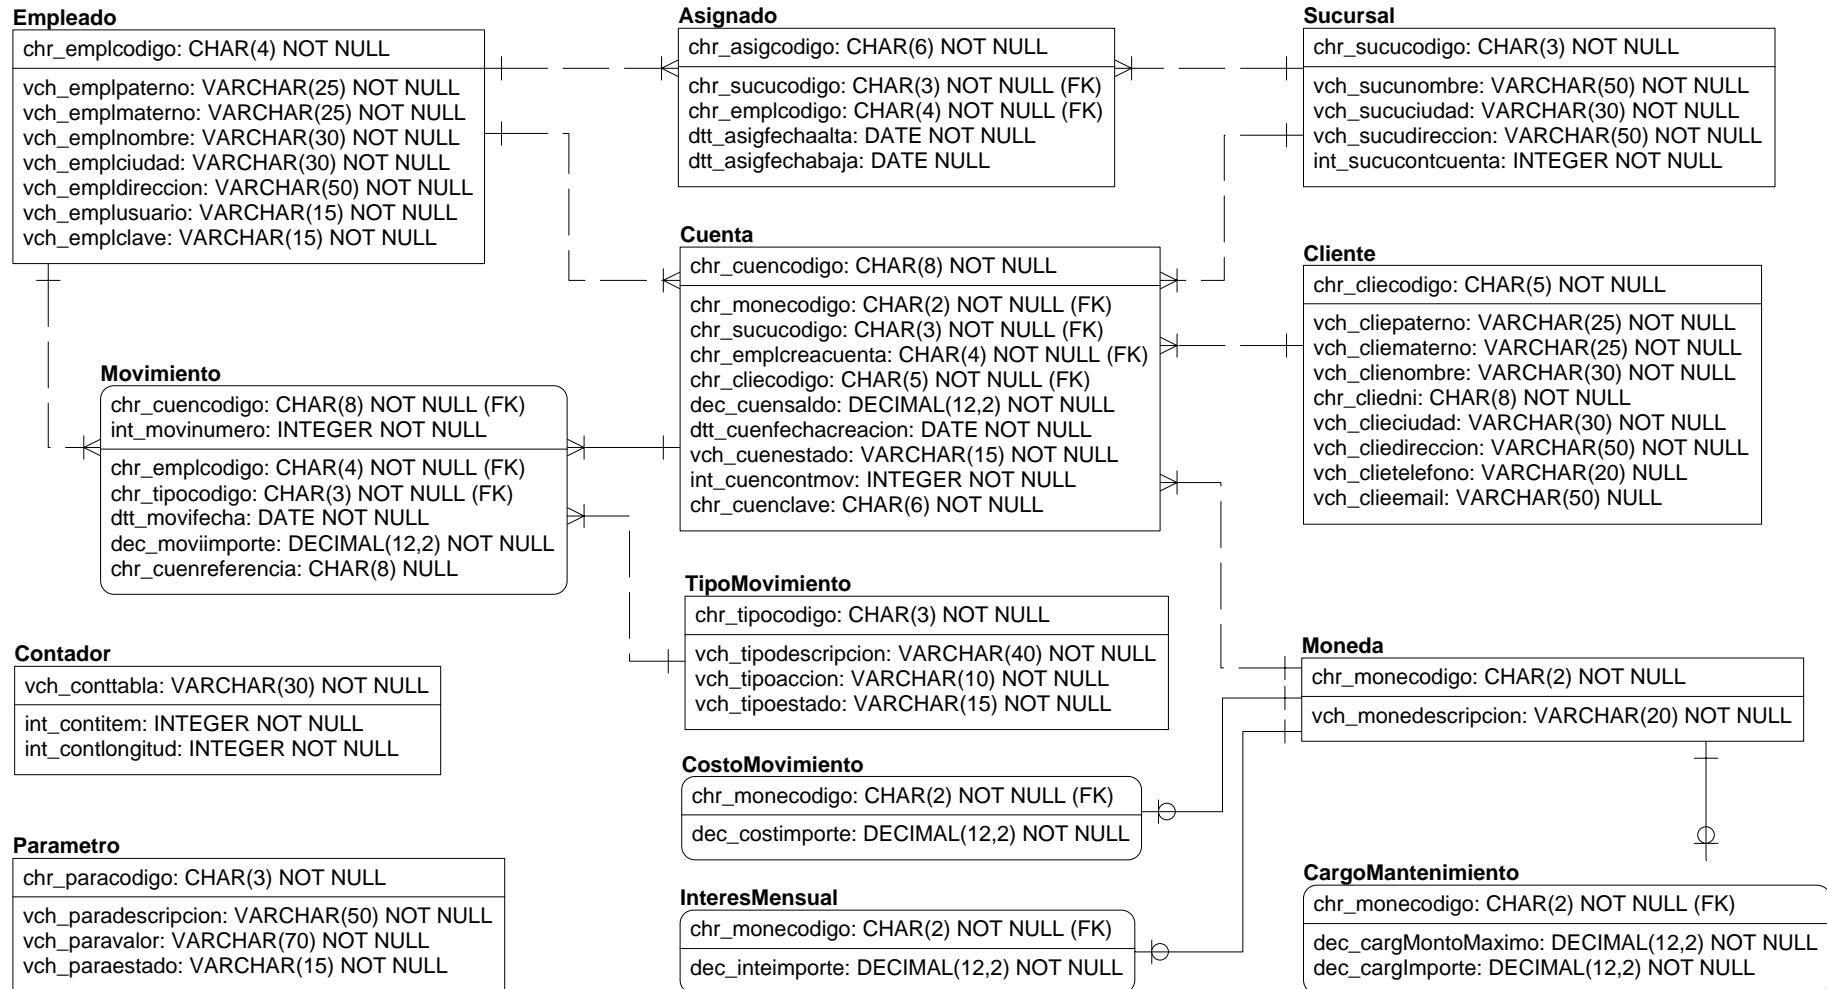 Empleado
chr_emplcodigo: CHAR(4) NOT NULL
vch_emplpaterno: VARCHAR(25) NOT NULL
vch_emplmaterno: VARCHAR(25) NOT NULL
vch_emplnombre: VARCHAR(30) NOT NULL
vch_emplciudad: VARCHAR(30) NOT NULL
vch_empldireccion: VARCHAR(50) NOT NULL
vch_emplusuario: VARCHAR(15) NOT NULL
vch_emplclave: VARCHAR(15) NOT NULL
Asignado
chr_asigcodigo: CHAR(6) NOT NULL
chr_sucucodigo: CHAR(3) NOT NULL (FK)
chr_emplcodigo: CHAR(4) NOT NULL (FK)
dtt_asigfechaalta: DATE NOT NULL
dtt_asigfechabaja: DATE NULL
Sucursal
chr_sucucodigo: CHAR(3) NOT NULL
vch_sucunombre: VARCHAR(50) NOT NULL
vch_sucuciudad: VARCHAR(30) NOT NULL
vch_sucudireccion: VARCHAR(50) NOT NULL
int_sucucontcuenta: INTEGER NOT NULL
Cuenta
chr_cuencodigo: CHAR(8) NOT NULL
chr_monecodigo: CHAR(2) NOT NULL (FK)
chr_sucucodigo: CHAR(3) NOT NULL (FK)
chr_emplcreacuenta: CHAR(4) NOT NULL (FK)
chr_cliecodigo: CHAR(5) NOT NULL (FK)
dec_cuensaldo: DECIMAL(12,2) NOT NULL
dtt_cuenfechacreacion: DATE NOT NULL
vch_cuenestado: VARCHAR(15) NOT NULL
int_cuencontmov: INTEGER NOT NULL
chr_cuenclave: CHAR(6) NOT NULL
Cliente
chr_cliecodigo: CHAR(5) NOT NULL
vch_cliepaterno: VARCHAR(25) NOT NULL
vch_cliematerno: VARCHAR(25) NOT NULL
vch_clienombre: VARCHAR(30) NOT NULL
chr_cliedni: CHAR(8) NOT NULL
vch_clieciudad: VARCHAR(30) NOT NULL
vch_cliedireccion: VARCHAR(50) NOT NULL
vch_clietelefono: VARCHAR(20) NULL
vch_clieemail: VARCHAR(50) NULL
Movimiento
chr_cuencodigo: CHAR(8) NOT NULL (FK)
int_movinumero: INTEGER NOT NULL
chr_emplcodigo: CHAR(4) NOT NULL (FK)
chr_tipocodigo: CHAR(3) NOT NULL (FK)
dtt_movifecha: DATE NOT NULL
dec_moviimporte: DECIMAL(12,2) NOT NULL
chr_cuenreferencia: CHAR(8) NULL
TipoMovimiento
chr_tipocodigo: CHAR(3) NOT NULL
vch_tipodescripcion: VARCHAR(40) NOT NULL
vch_tipoaccion: VARCHAR(10) NOT NULL
vch_tipoestado: VARCHAR(15) NOT NULL
Contador
vch_conttabla: VARCHAR(30) NOT NULL
int_contitem: INTEGER NOT NULL
int_contlongitud: INTEGER NOT NULL
Moneda
chr_monecodigo: CHAR(2) NOT NULL
vch_monedescripcion: VARCHAR(20) NOT NULL
CostoMovimiento
chr_monecodigo: CHAR(2) NOT NULL (FK)
dec_costimporte: DECIMAL(12,2) NOT NULL
Parametro
chr_paracodigo: CHAR(3) NOT NULL
vch_paradescripcion: VARCHAR(50) NOT NULL
vch_paravalor: VARCHAR(70) NOT NULL
vch_paraestado: VARCHAR(15) NOT NULL
InteresMensual
chr_monecodigo: CHAR(2) NOT NULL (FK)
dec_inteimporte: DECIMAL(12,2) NOT NULL
CargoMantenimiento
chr_monecodigo: CHAR(2) NOT NULL (FK)
dec_cargMontoMaximo: DECIMAL(12,2) NOT NULL
dec_cargImporte: DECIMAL(12,2) NOT NULL